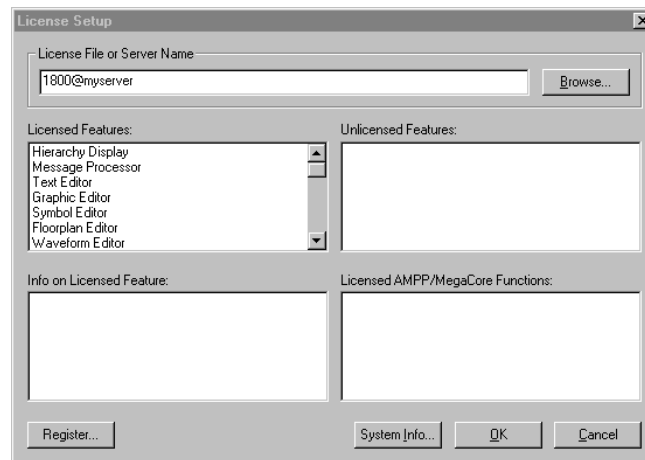 License Setup
License File or Server Name
1800@myserver
Browse...
Licensed Features:
Unlicensed Features:
Hierarchy Display
Message Processor
Text Editor
Graphic Editor
Symbol Editor
Floorplan Editor
Waveform Editor
Info on Licensed Feature:
Licensed AMPP/MegaCore Functions:
Register...
System Info...
OK
Cancel